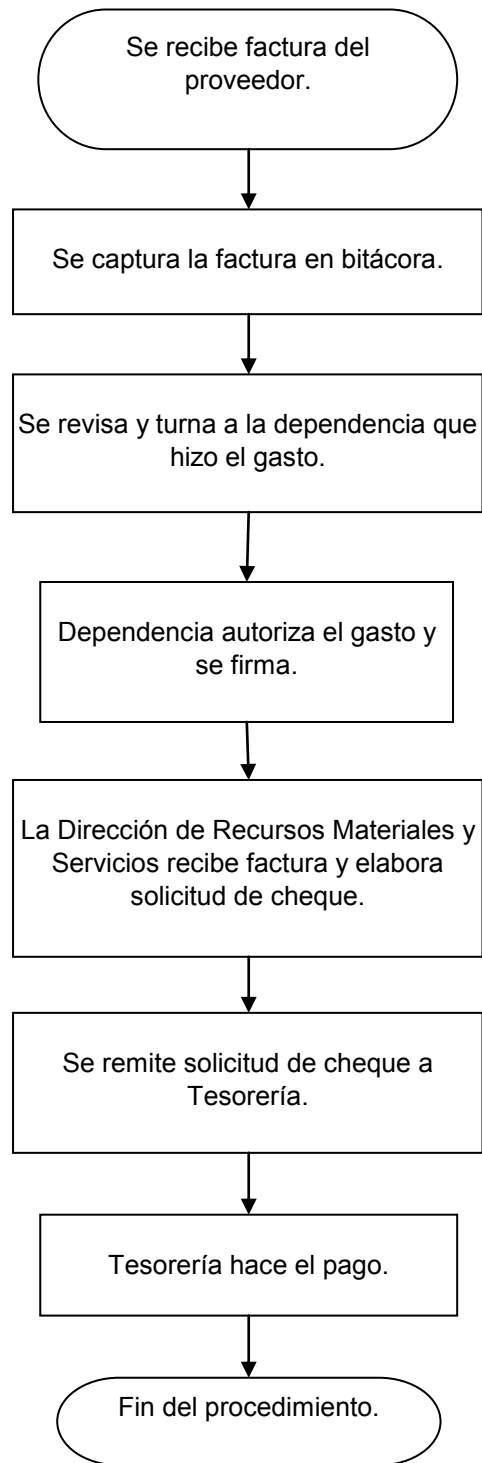 Se recibe factura del
proveedor.
Se captura la factura en bitácora.
Se revisa y turna a la dependencia que
hizo el gasto.
Dependencia autoriza el gasto y
se firma.
La Dirección de Recursos Materiales y
Servicios recibe factura y elabora
solicitud de cheque.
Se remite solicitud de cheque a
Tesorería.
Tesorería hace el pago.
Fin del procedimiento.